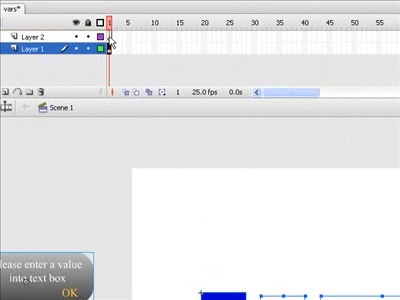 vars*
1 5 10 15 20 25 30 35 40 45 50 55
Layer 2
Layer 1
1 25.0 fps 0.0s
Scene 1
lease enter a value
into text box
OK